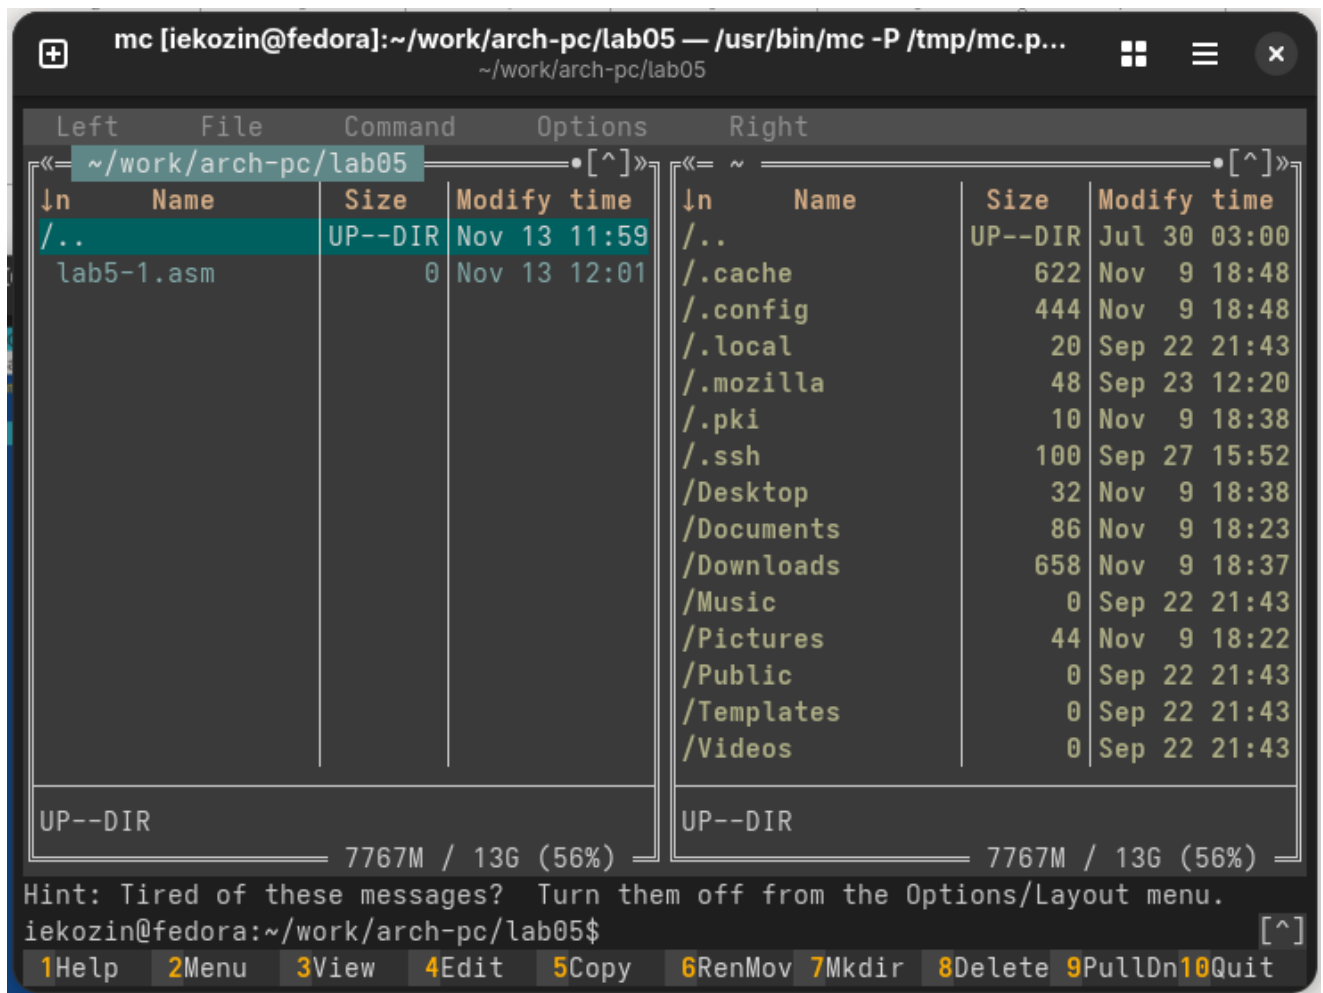 mc [iekozin@fedora]:~/work/arch-pc/lab05 — /usr/bin/mc -P /tmp/mc.p...
~/work/arch-pc/lab05
Left File Command Options Right
«═ ~/work/arch-pc/lab05 ═•[^]» «═ ~ ═•[^]»
↓n Name Size Modify time ↓n Name Size Modify time
/.. UP--DIR Nov 13 11:59 /.. UP--DIR Jul 30 03:00
lab5-1.asm 0 Nov 13 12:01 /.cache 622 Nov 9 18:48
/.config 444 Nov 9 18:48
/.local 20 Sep 22 21:43
/.mozilla 48 Sep 23 12:20
/.pki 10 Nov 9 18:38
/.ssh 100 Sep 27 15:52
/Desktop 32 Nov 9 18:38
/Documents 86 Nov 9 18:23
/Downloads 658 Nov 9 18:37
/Music 0 Sep 22 21:43
/Pictures 44 Nov 9 18:22
/Public 0 Sep 22 21:43
/Templates 0 Sep 22 21:43
/Videos 0 Sep 22 21:43
UP--DIR UP--DIR
7767M / 13G (56%) 7767M / 13G (56%)
Hint: Tired of these messages? Turn them off from the Options/Layout menu.
iekozin@fedora:~/work/arch-pc/lab05$ [^]
1Help 2Menu 3View 4Edit 5Copy 6RenMov 7Mkdir 8Delete 9PullDn 10Quit